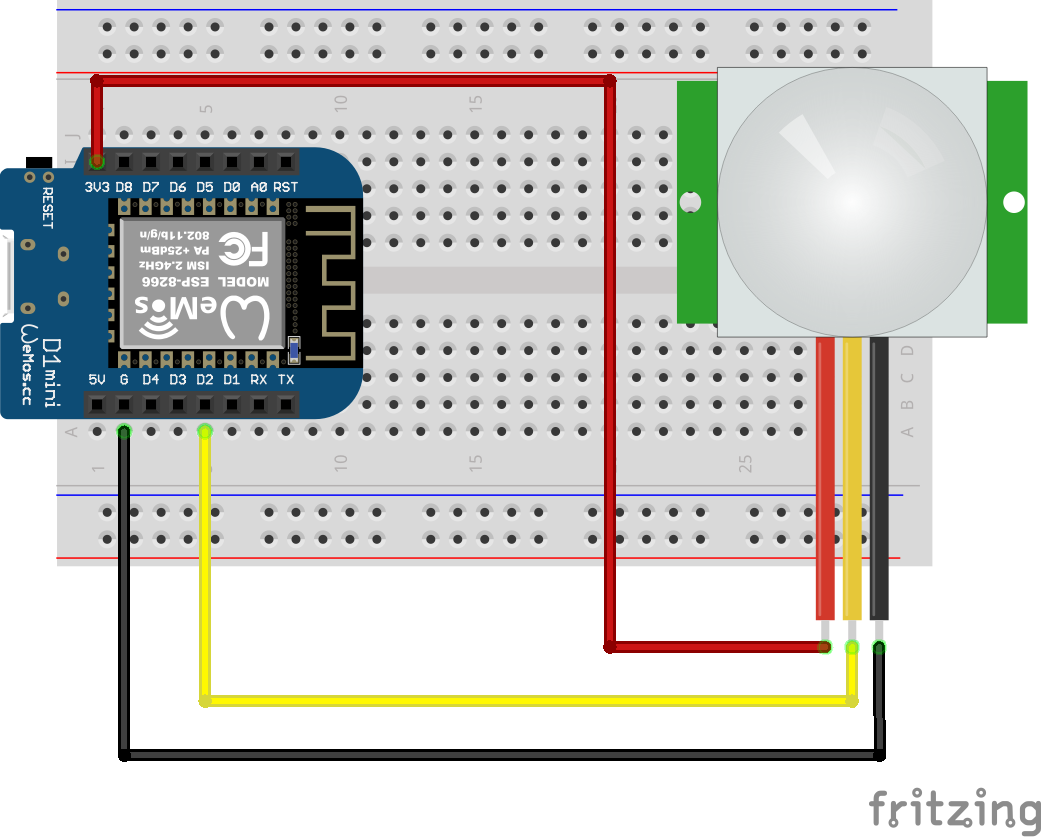 5 10 15
J
I
3V3 D8 D7 D6 D5 D0 A0 RST
RESET
WeMos
MODEL ESP-8266
ISM 2.4GHz
PA +25dBm
802.11b/g/n
FC
D1mini
WeMos.cc
5V G D4 D3 D2 D1 RX TX
D
C
B
A
A
1 10 15 25
fritzing